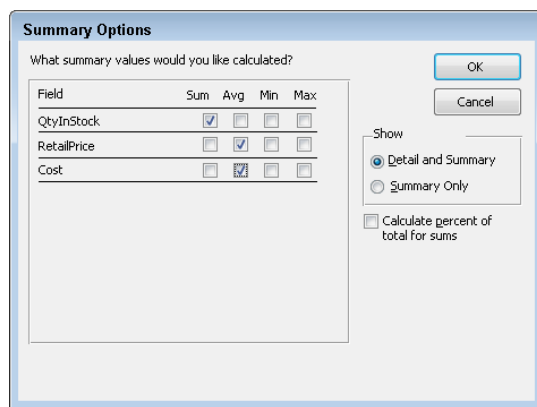 Summary Options
What summary values would you like calculated?
Field Sum Avg Min Max
QtyInStock
RetailPrice
Cost
OK
Cancel
Show
Detail and Summary
Summary Only
Calculate percent of
total for sums